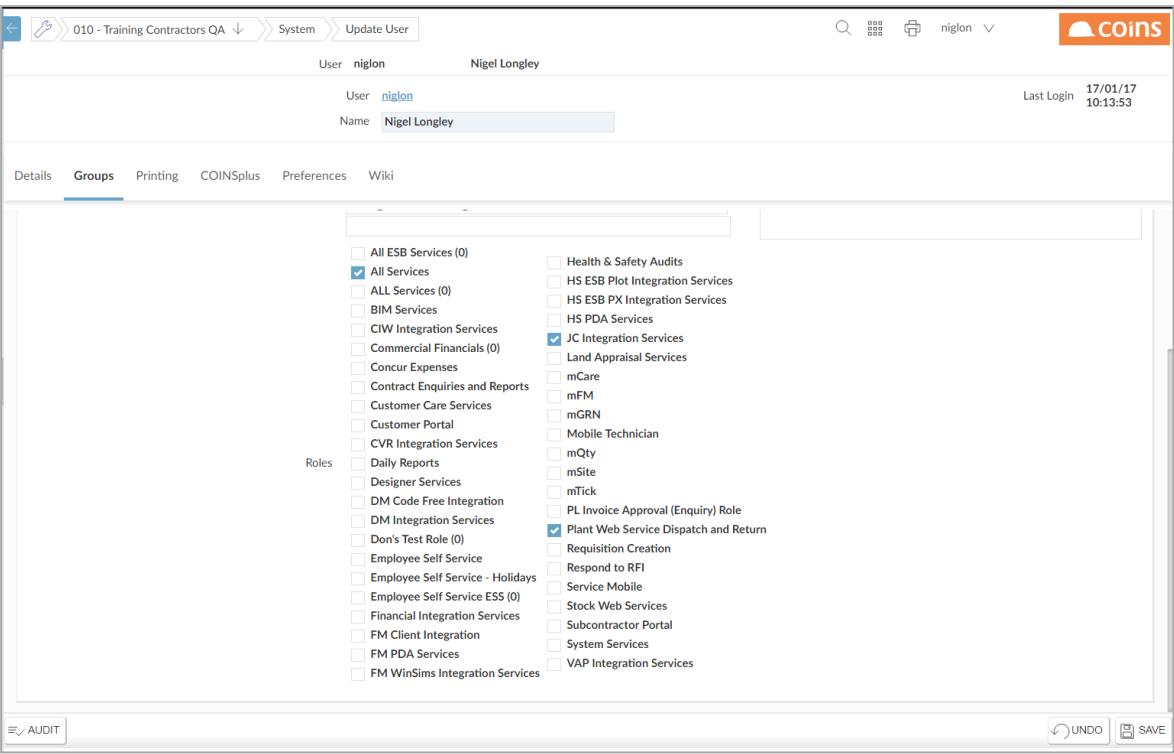 010 - Training Contractors QA
System
Update User
niglon
coins
User niglon Nigel Longley
User niglon
Last Login 17/01/17 10:13:53
Name Nigel Longley
Details Groups Printing COINSplus Preferences Wiki
Roles
All ESB Services (0)
All Services
ALL Services (0)
BIM Services
CIW Integration Services
Commercial Financials (0)
Concur Expenses
Contract Enquiries and Reports
Customer Care Services
Customer Portal
CVR Integration Services
Daily Reports
Designer Services
DM Code Free Integration
DM Integration Services
Don's Test Role (0)
Employee Self Service
Employee Self Service - Holidays
Employee Self Service ESS (0)
Financial Integration Services
FM Client Integration
FM PDA Services
FM WinSims Integration Services
Health & Safety Audits
HS ESB Plot Integration Services
HS ESB PX Integration Services
HS PDA Services
JC Integration Services
Land Appraisal Services
mCare
mFM
mGRN
Mobile Technician
mQty
mSite
mTick
PL Invoice Approval (Enquiry) Role
Plant Web Service Dispatch and Return
Requisition Creation
Respond to RFI
Service Mobile
Stock Web Services
Subcontractor Portal
System Services
VAP Integration Services
AUDIT
UNDO
SAVE